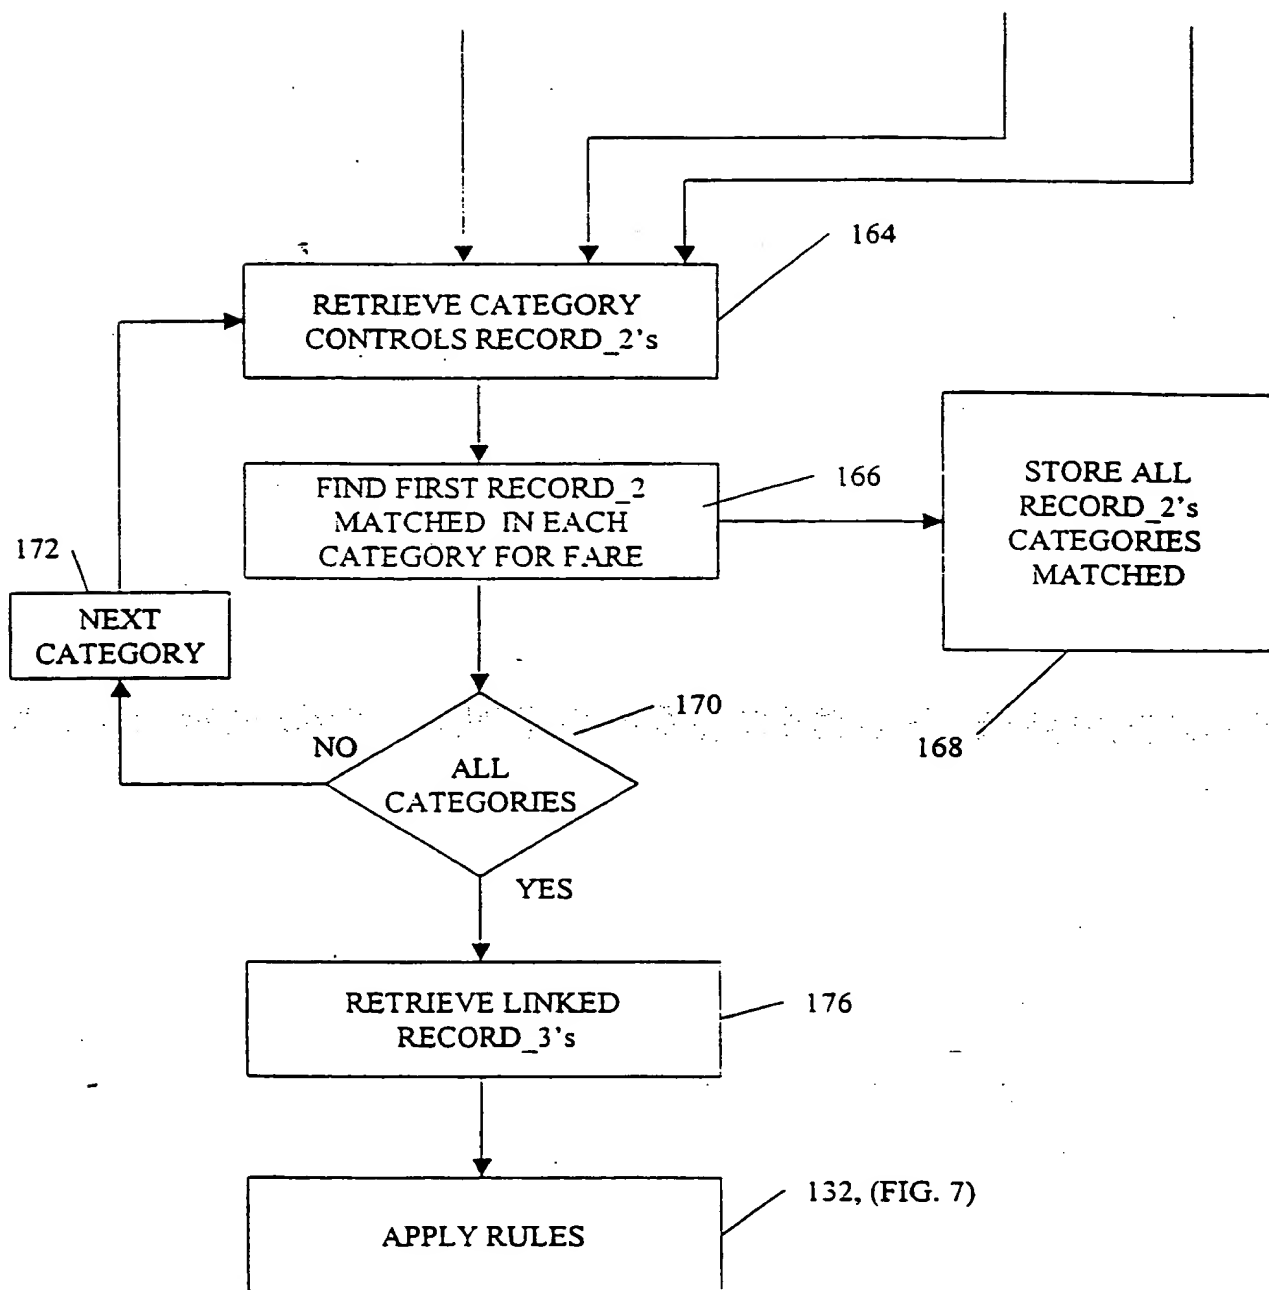 164
RETRIEVE CATEGORY
CONTROLS RECORD_2's
166
FIND FIRST RECORD_2
MATCHED IN EACH
CATEGORY FOR FARE
STORE ALL
RECORD_2's
CATEGORIES
MATCHED
172
NEXT
CATEGORY
170
168
NO
ALL
CATEGORIES
YES
RETRIEVE LINKED
RECORD_3's
176
132, (FIG. 7)
APPLY RULES